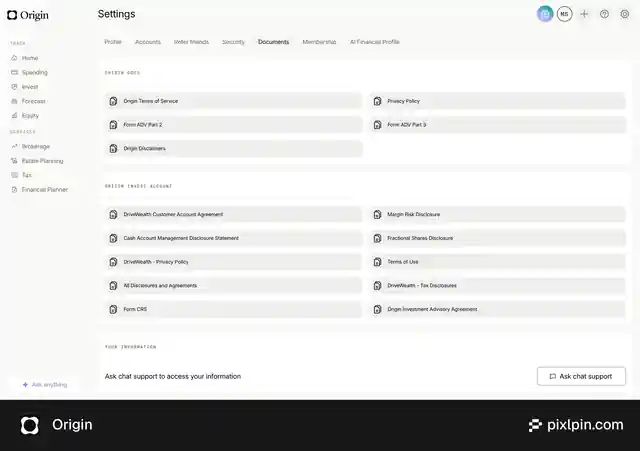 Origin
Settings
MS
Profile Accounts Refer friends Security Documents Membership AI Financial Profile
TRACK
Home
Spending
Invest
Forecast
Equity
SERVICES
Brokerage
Estate Planning
Tax
Financial Planner
Ask anything
ORIGIN DOCS
Origin Terms of Service
Privacy Policy
Form ADV Part 2
Form ADV Part 3
Origin Disclaimers
ORIGIN INVEST ACCOUNT
DriveWealth Customer Account Agreement
Margin Risk Disclosure
Cash Account Management Disclosure Statement
Fractional Shares Disclosure
DriveWealth - Privacy Policy
Terms of Use
All Disclosures and Agreements
DriveWealth - Tax Disclosures
Form CRS
Origin Investment Advisory Agreement
YOUR INFORMATION
Ask chat support to access your information
Ask chat support
Origin
pixlpin.com